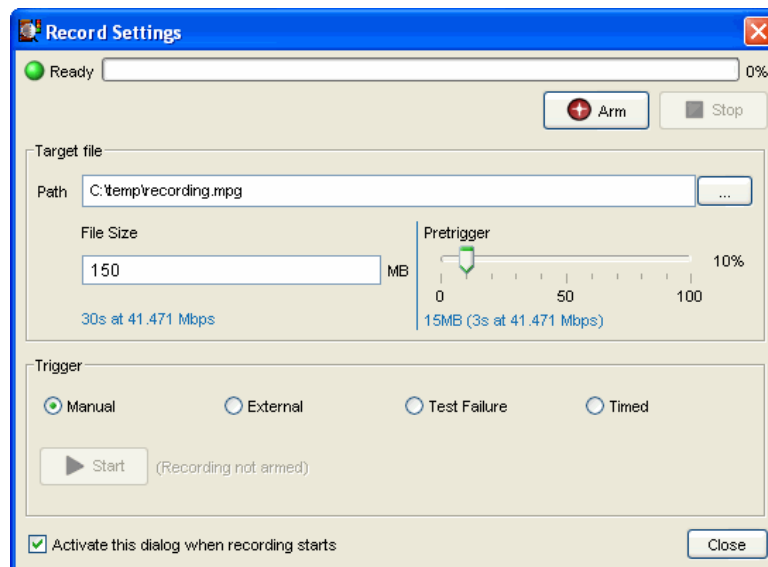 Record Settings
Ready 0%
Arm Stop
Target file
Path C:\temp\recording.mpg ...
File Size Pretrigger
150 MB 10%
0 50 100
30s at 41.471 Mbps 15MB (3s at 41.471 Mbps)
Trigger
Manual External Test Failure Timed
Start (Recording not armed)
Activate this dialog when recording starts Close